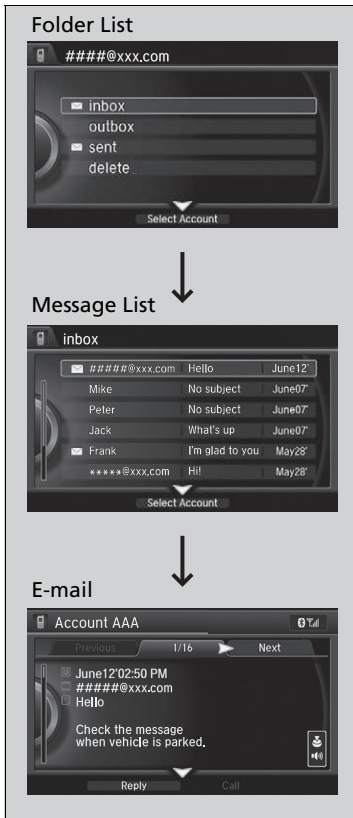 Folder List
####@xxx.com
inbox
outbox
sent
delete
Select Account
Message List
inbox
#####@xxx.com Hello June12'
Mike No subject June07'
Peter No subject June07'
Jack What's up June07'
Frank I'm glad to you May28'
*****@xxx.com Hi! May28'
Select Account
E-mail
Account AAA
Previous 1/16 Next
June12'02:50 PM
#####@xxx.com
Hello
Check the message
when vehicle is parked.
Reply Call